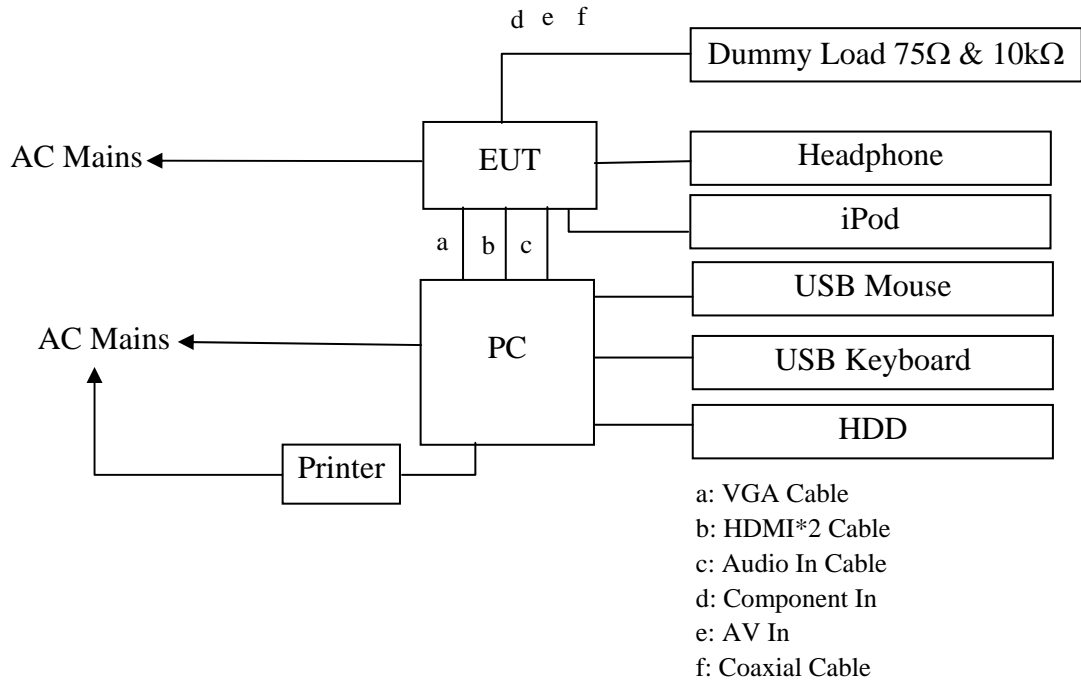 d e f
Dummy Load 75Ω & 10kΩ
AC Mains
EUT
Headphone
iPod
a b c
USB Mouse
AC Mains
PC
USB Keyboard
HDD
Printer
a: VGA Cable
b: HDMI*2 Cable
c: Audio In Cable
d: Component In
e: AV In
f: Coaxial Cable